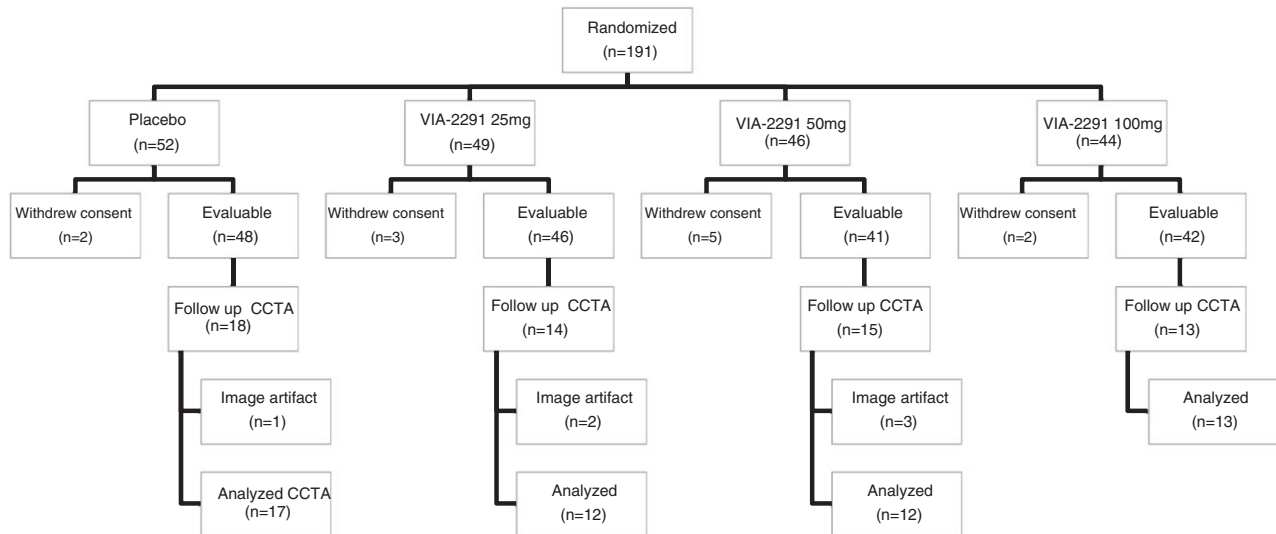 Randomized
(n=191)
Placebo
(n=52)
VIA-2291 25mg
(n=49)
VIA-2291 50mg
(n=46)
VIA-2291 100mg
(n=44)
Withdrew consent
(n=2)
Evaluable
(n=48)
Withdrew consent
(n=3)
Evaluable
(n=46)
Withdrew consent
(n=5)
Evaluable
(n=41)
Withdrew consent
(n=2)
Evaluable
(n=42)
Follow up CCTA
(n=18)
Follow up CCTA
(n=14)
Follow up CCTA
(n=15)
Follow up CCTA
(n=13)
Image artifact
(n=1)
Image artifact
(n=2)
Image artifact
(n=3)
Analyzed
(n=13)
Analyzed CCTA
(n=17)
Analyzed
(n=12)
Analyzed
(n=12)